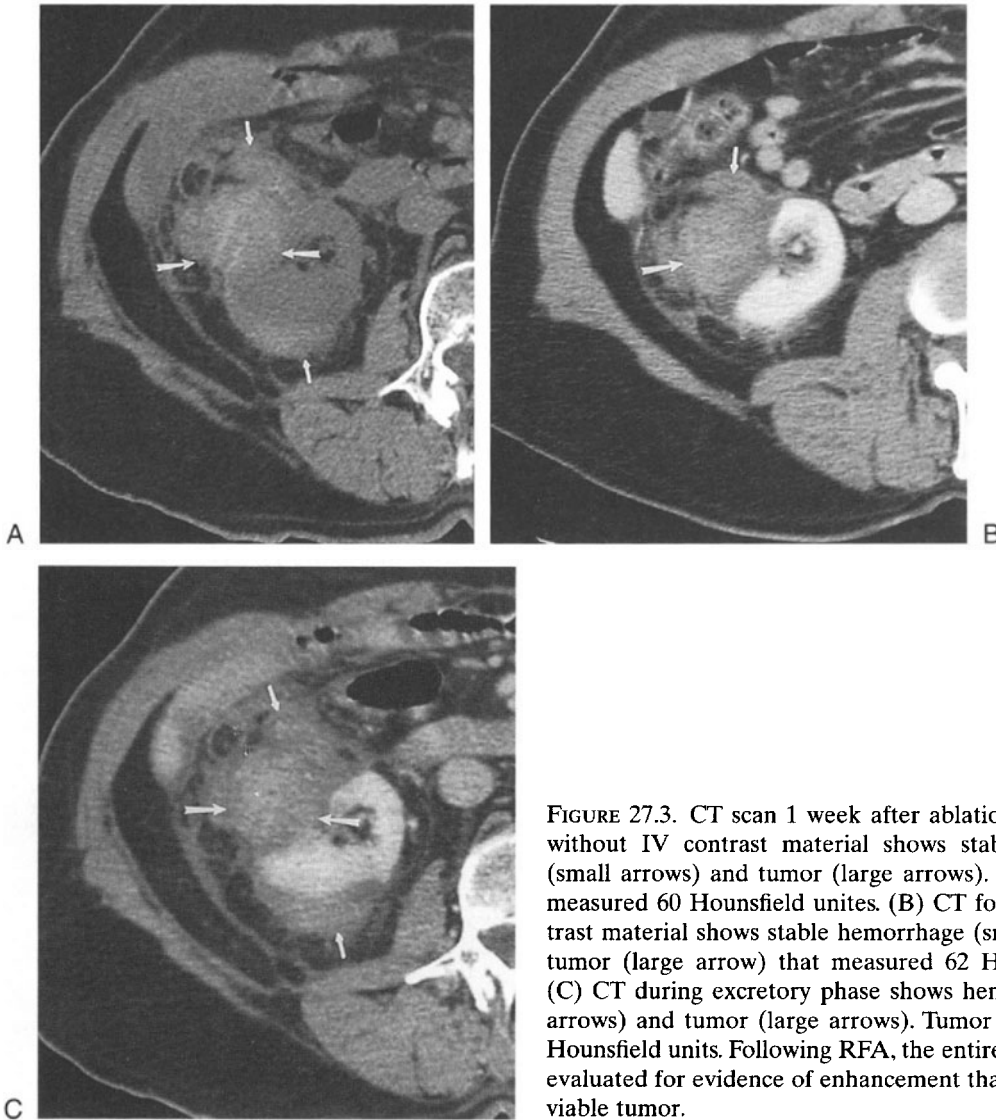 A
B
C
FIGURE 27.3. CT scan 1 week after ablatio
without IV contrast material shows stab
(small arrows) and tumor (large arrows).
measured 60 Hounsfield unites. (B) CT fo
trast material shows stable hemorrhage (s
tumor (large arrow) that measured 62 H
(C) CT during excretory phase shows hen
arrows) and tumor (large arrows). Tumor
Hounsfield units. Following RFA, the entire
evaluated for evidence of enhancement tha
viable tumor.